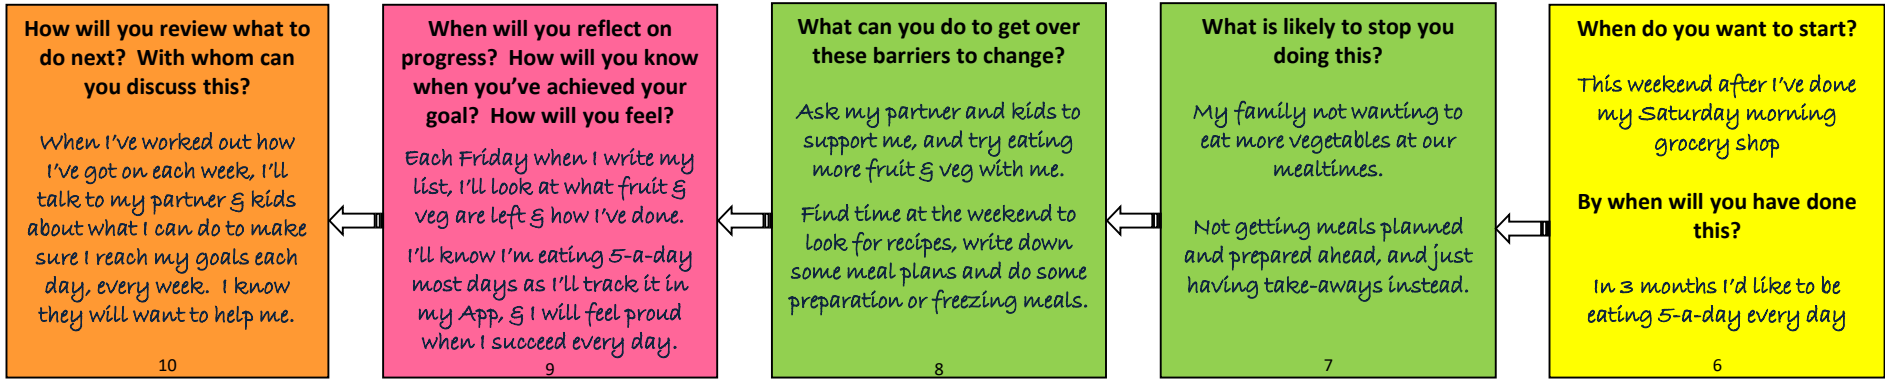 How will you review what to
do next?  With whom can
you discuss this?
When I've worked out how
I've got on each week, I'll
talk to my partner & kids
about what I can do to make
sure I reach my goals each
day, every week.  I know
they will want to help me.
10
When will you reflect on
progress?  How will you know
when you've achieved your
goal?  How will you feel?
Each Friday when I write my
list, I'll look at what fruit &
veg are left & how I've done.
I'll know I'm eating 5-a-day
most days as I'll track it in
my App, & I will feel proud
when I succeed every day.
9
What can you do to get over
these barriers to change?
Ask my partner and kids to
support me, and try eating
more fruit & veg with me.
Find time at the weekend to
look for recipes, write down
some meal plans and do some
preparation or freezing meals.
8
What is likely to stop you
doing this?
My family not wanting to
eat more vegetables at our
mealtimes.
Not getting meals planned
and prepared ahead, and just
having take-aways instead.
7
When do you want to start?
This weekend after I've done
my Saturday morning
grocery shop
By when will you have done
this?
In 3 months I'd like to be
eating 5-a-day every day
6